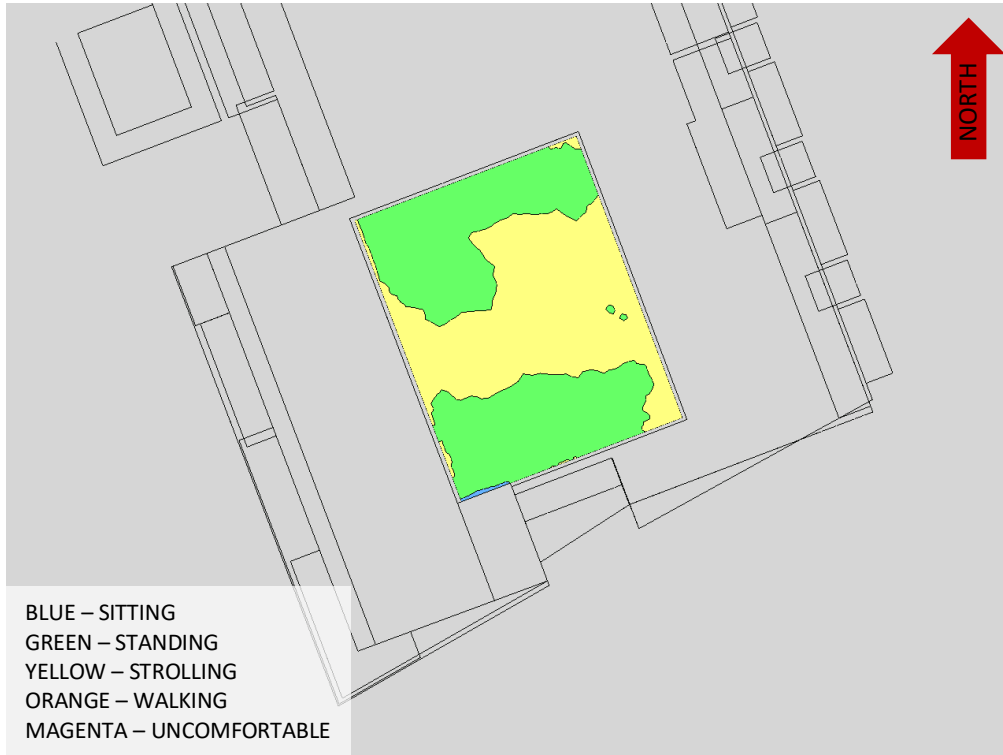 NORTH
BLUE – SITTING
GREEN – STANDING
YELLOW – STROLLING
ORANGE – WALKING
MAGENTA – UNCOMFORTABLE